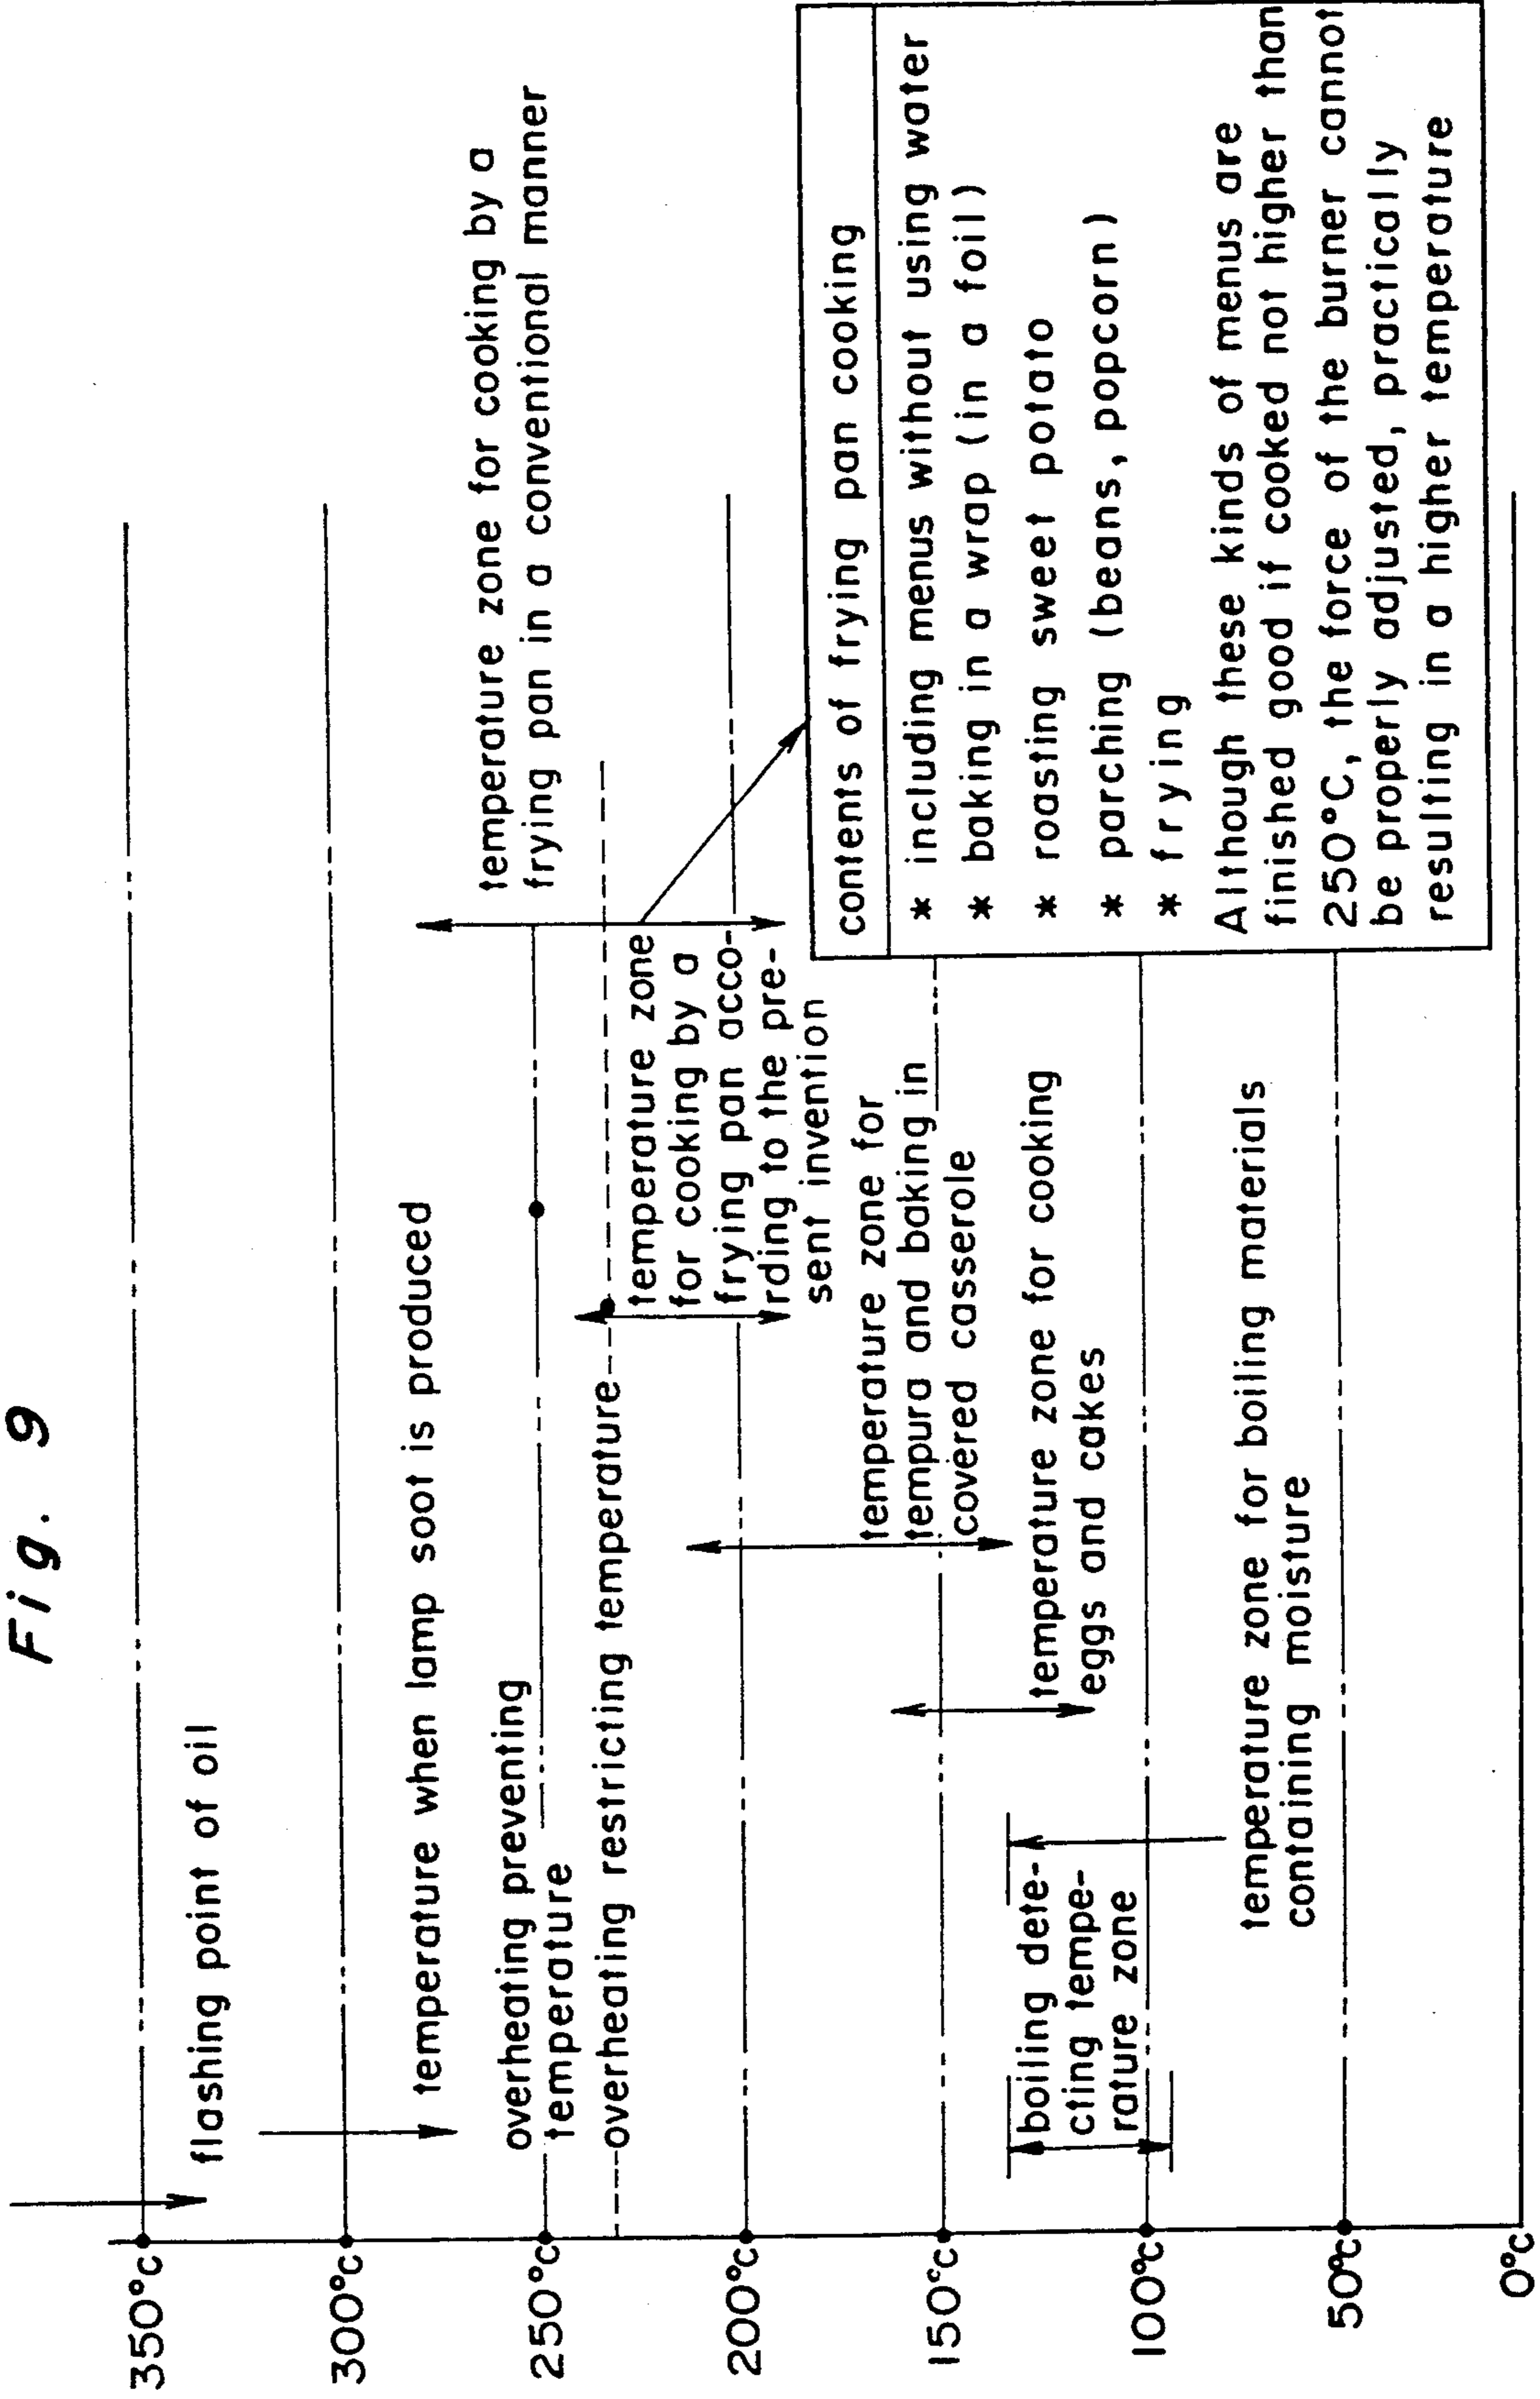 Fig. 9
350°C
300°C
250°C
200°C
150°C
100°C
50°C
0°C
flashing point of oil
temperature when lamp soot is produced
overheating preventing
temperature
overheating restricting temperature
temperature zone for cooking by a
frying pan in a conventional manner
temperature zone
for cooking by a
frying pan acco-
rding to the pre-
sent invention
temperature zone for
tempura and baking in
covered casserole
temperature zone for cooking
eggs and cakes
boiling dete-
cting tempe-
rature zone
temperature zone for boiling materials
containing moisture
contents of frying pan cooking
* including menus without using water
* baking in a wrap (in a foil)
* roasting sweet potato
* parching (beans, popcorn)
* frying
Although these kinds of menus are
finished good if cooked not higher than
250°C, the force of the burner cannot
be properly adjusted, practically
resulting in a higher temperature